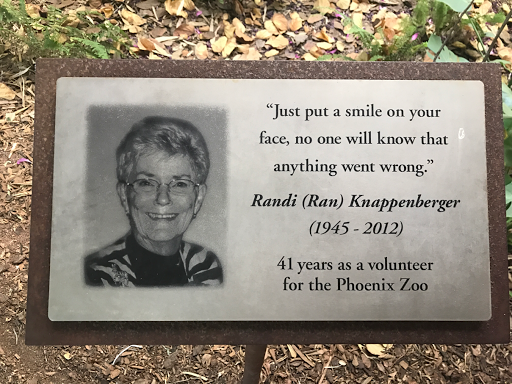 “Just put a smile on your
face, no one will know that
anything went wrong.”
Randi (Ran) Knappenberger
(1945 - 2012)
41 years as a volunteer
for the Phoenix Zoo